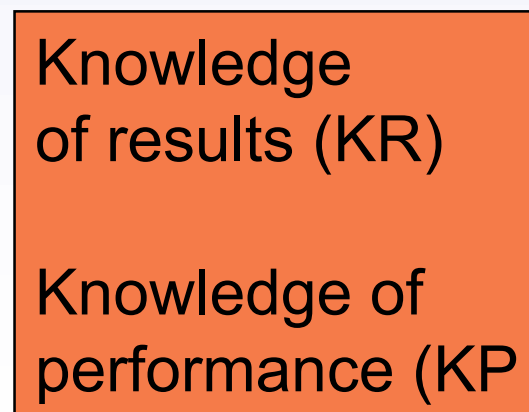 Knowledge
of results (KR)
Knowledge of
performance (KP